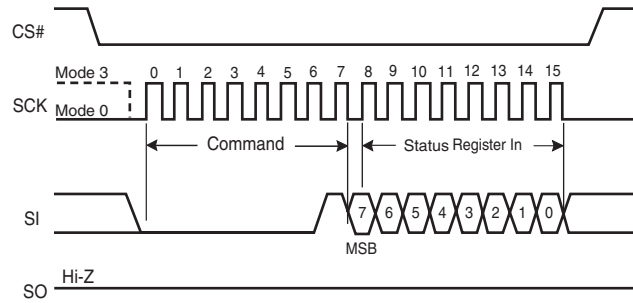 CS#
Mode 3
0 1 2 3 4 5 6 7 8 9 10 11 12 13 14 15
SCK
Mode 0
Command
Status Register In
SI
7 6 5 4 3 2 1 0
MSB
Hi-Z
SO